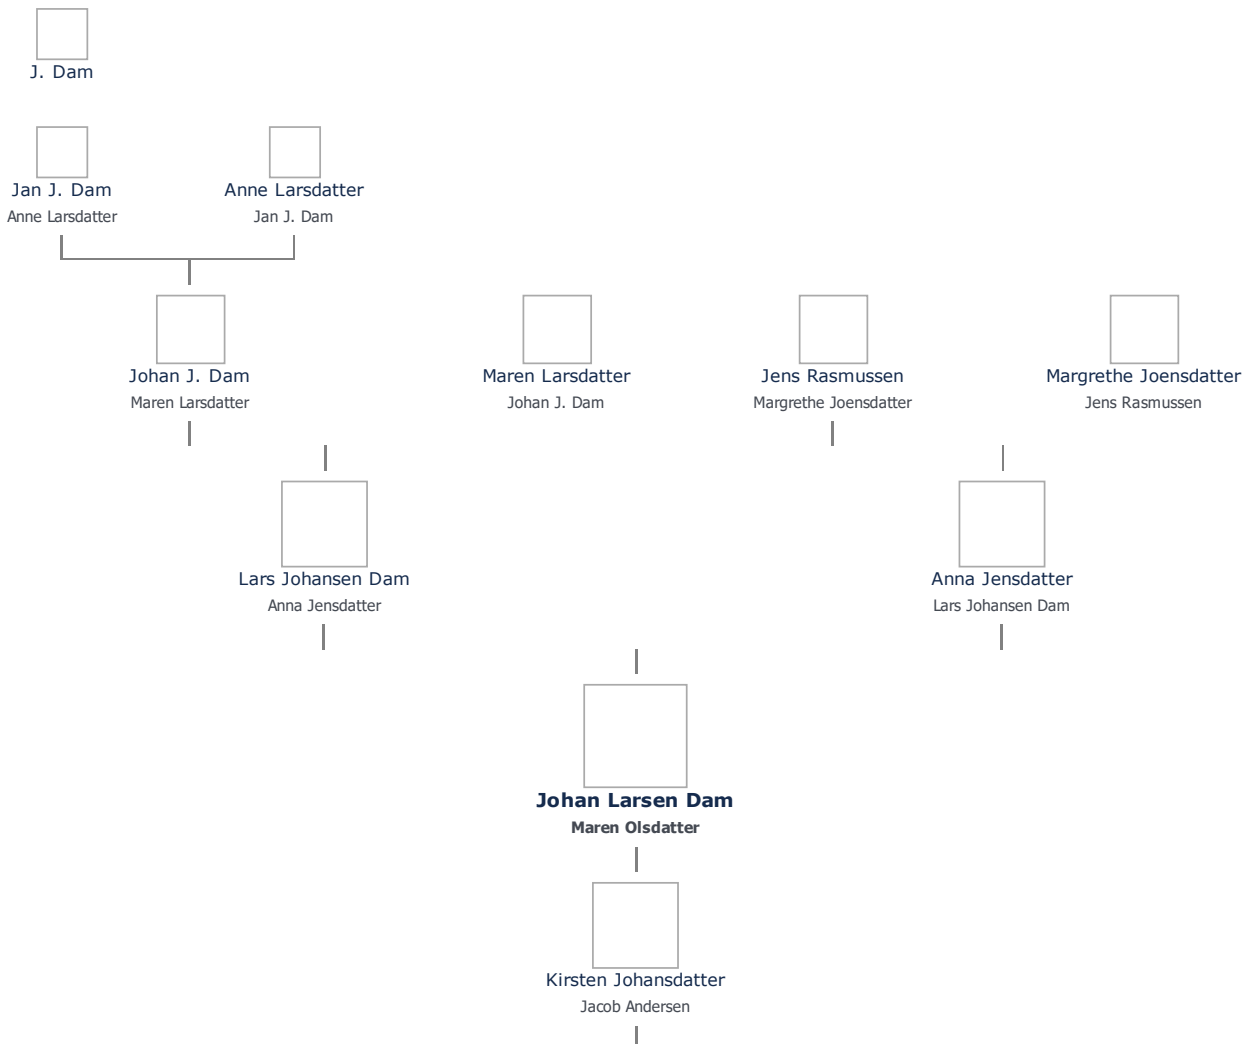 J. Dam
Jan J. Dam
Anne Larsdatter
Anne Larsdatter
Jan J. Dam
Johan J. Dam
Maren Larsdatter
Maren Larsdatter
Johan J. Dam
Jens Rasmussen
Margrethe Joensdatter
Margrethe Joensdatter
Jens Rasmussen
Lars Johansen Dam
Anna Jensdatter
Anna Jensdatter
Lars Johansen Dam
Johan Larsen Dam
Maren Olsdatter
Kirsten Johansdatter
Jacob Andersen